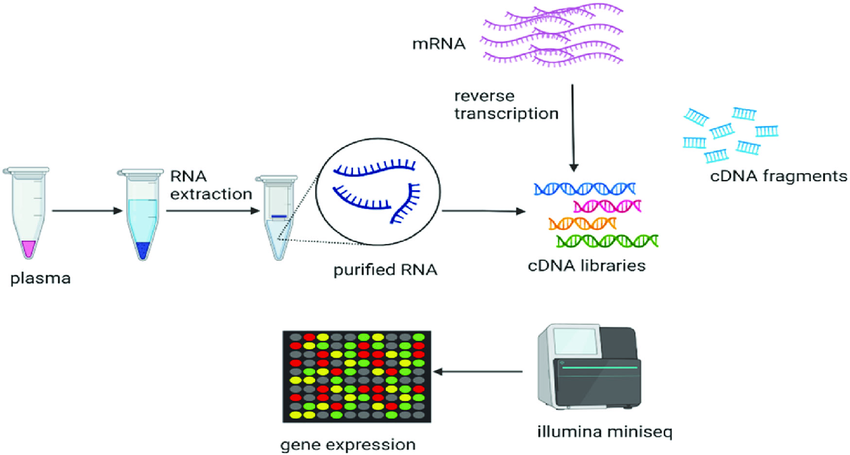 mRNA
reverse
transcription
RNA
extraction
cDNA fragments
plasma
purified RNA
cDNA libraries
gene expression
illumina miniseq